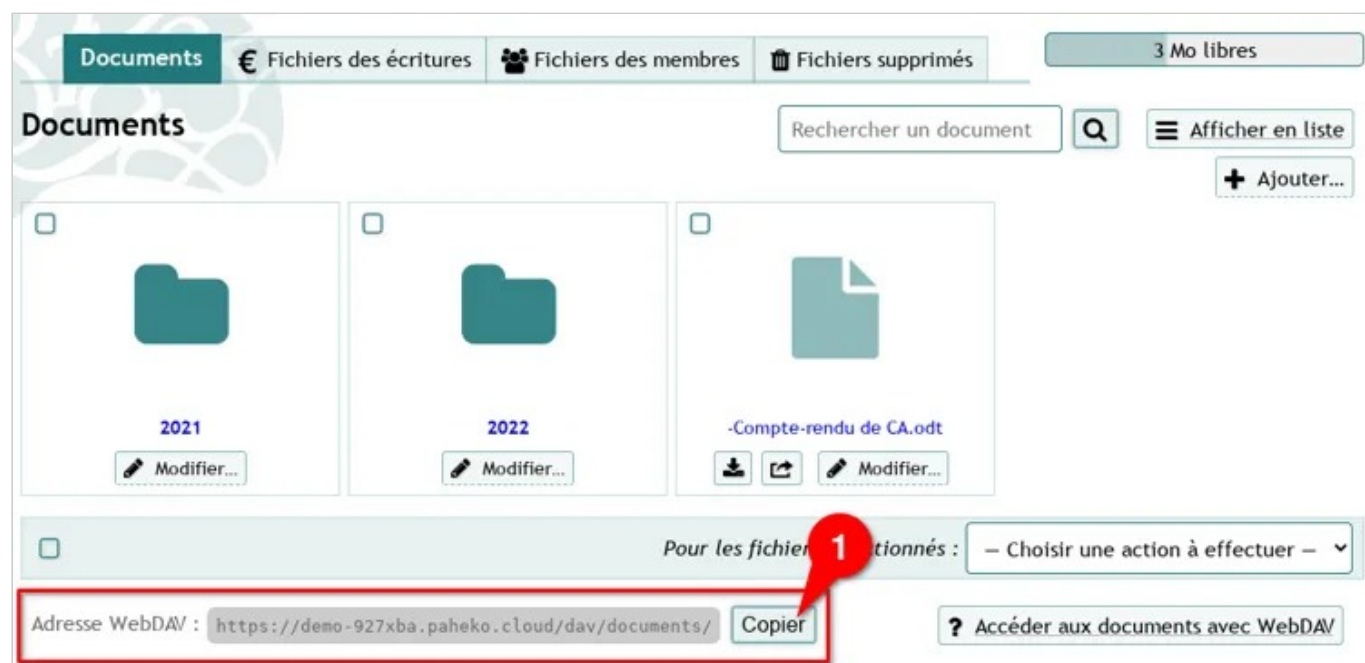 Documents € Fichiers des écritures Fichiers des membres Fichiers supprimés 3 Mo libres
Documents Rechercher un document Afficher en liste
+ Ajouter...
2021 2022 -Compte-rendu de CA.odt
Modifier... Modifier... Modifier...
Pour les fichier 1 tionnés : — Choisir une action à effectuer —
Adresse WebDAV : https://demo-927xba.paheko.cloud/dav/documents/ Copier ? Accéder aux documents avec WebDAV